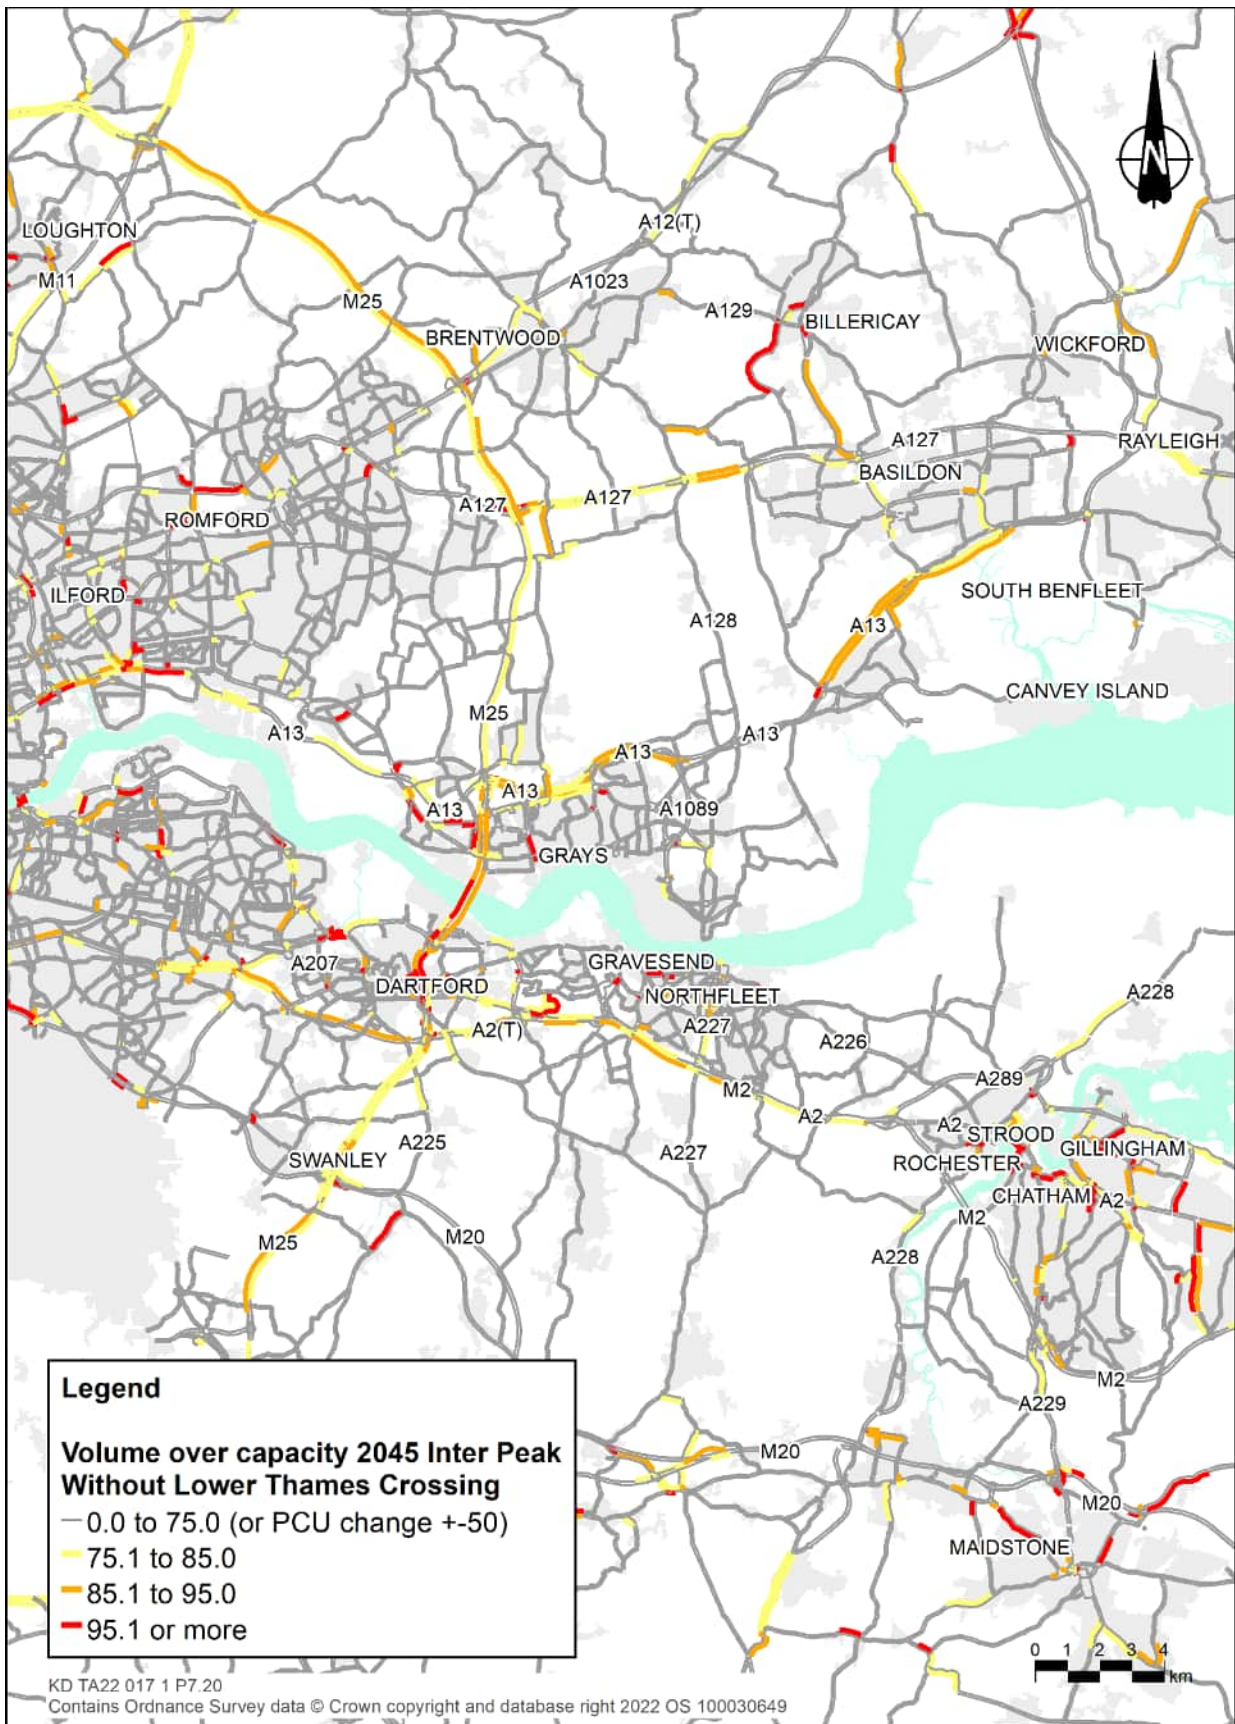 N
A12(T)
LOUGHTON
M11
A1023
M25
A129
BILLERICAY
BRENTWOOD
WICKFORD
A127
RAYLEIGH
BASILDON
A127
A127
ROMFORD
ILFORD
SOUTH BENFLEET
A128
A13
CANVEY ISLAND
M25
A13
A13
A13
A13
A13
A1089
GRAYS
A207
GRAVESEND
DARTFORD
NORTHFLEET
A228
A2(T)
A227
A226
A289
M2
A2
A2
STROOD
A225
A227
GILLINGHAM
SWANLEY
ROCHESTER
CHATHAM
A2
M2
M25
M20
A228
M2
A229
M20
M20
MAIDSTONE
Legend
Volume over capacity 2045 Inter Peak
Without Lower Thames Crossing
0.0 to 75.0 (or PCU change +-50)
75.1 to 85.0
85.1 to 95.0
95.1 or more
0 1 2 3 4
km
KD TA22 017 1 P7.20
Contains Ordnance Survey data © Crown copyright and database right 2022 OS 100030649